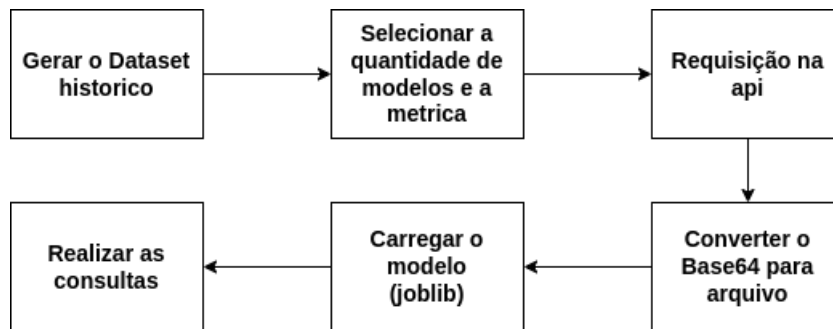 Gerar o Dataset
historico
Selecionar a
quantidade de
modelos e a
metrica
Requisição na
api
Converter o
Base64 para
arquivo
Carregar o
modelo
(joblib)
Realizar as
consultas